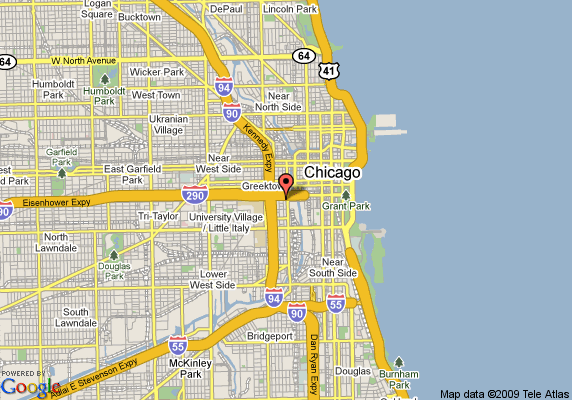 Logan
Square
DePaul
Lincoln Park
Bucktown
64
W North Avenue
64
41
Wicker Park
Humboldt
Park
Humboldt
Park
94
West Town
Near
North Side
90
Ukranian
Village
Kennedy Expy
Garfield
Park
Near
West Side
East Garfield
Park
Chicago
Greektown
290
Eisenhower Expy
90
Grant Park
Tri-Taylor
University Village
/ Little Italy
North
Lawndale
Douglas
Park
Near
South Side
Lower
West Side
94
90
55
South
Lawndale
Bridgeport
55
McKinley
Park
Dan Ryan Expy
Adlai E Stevenson Expy
Burnham
Park
POWERED BY
Google
Map data ©2009 Tele Atlas